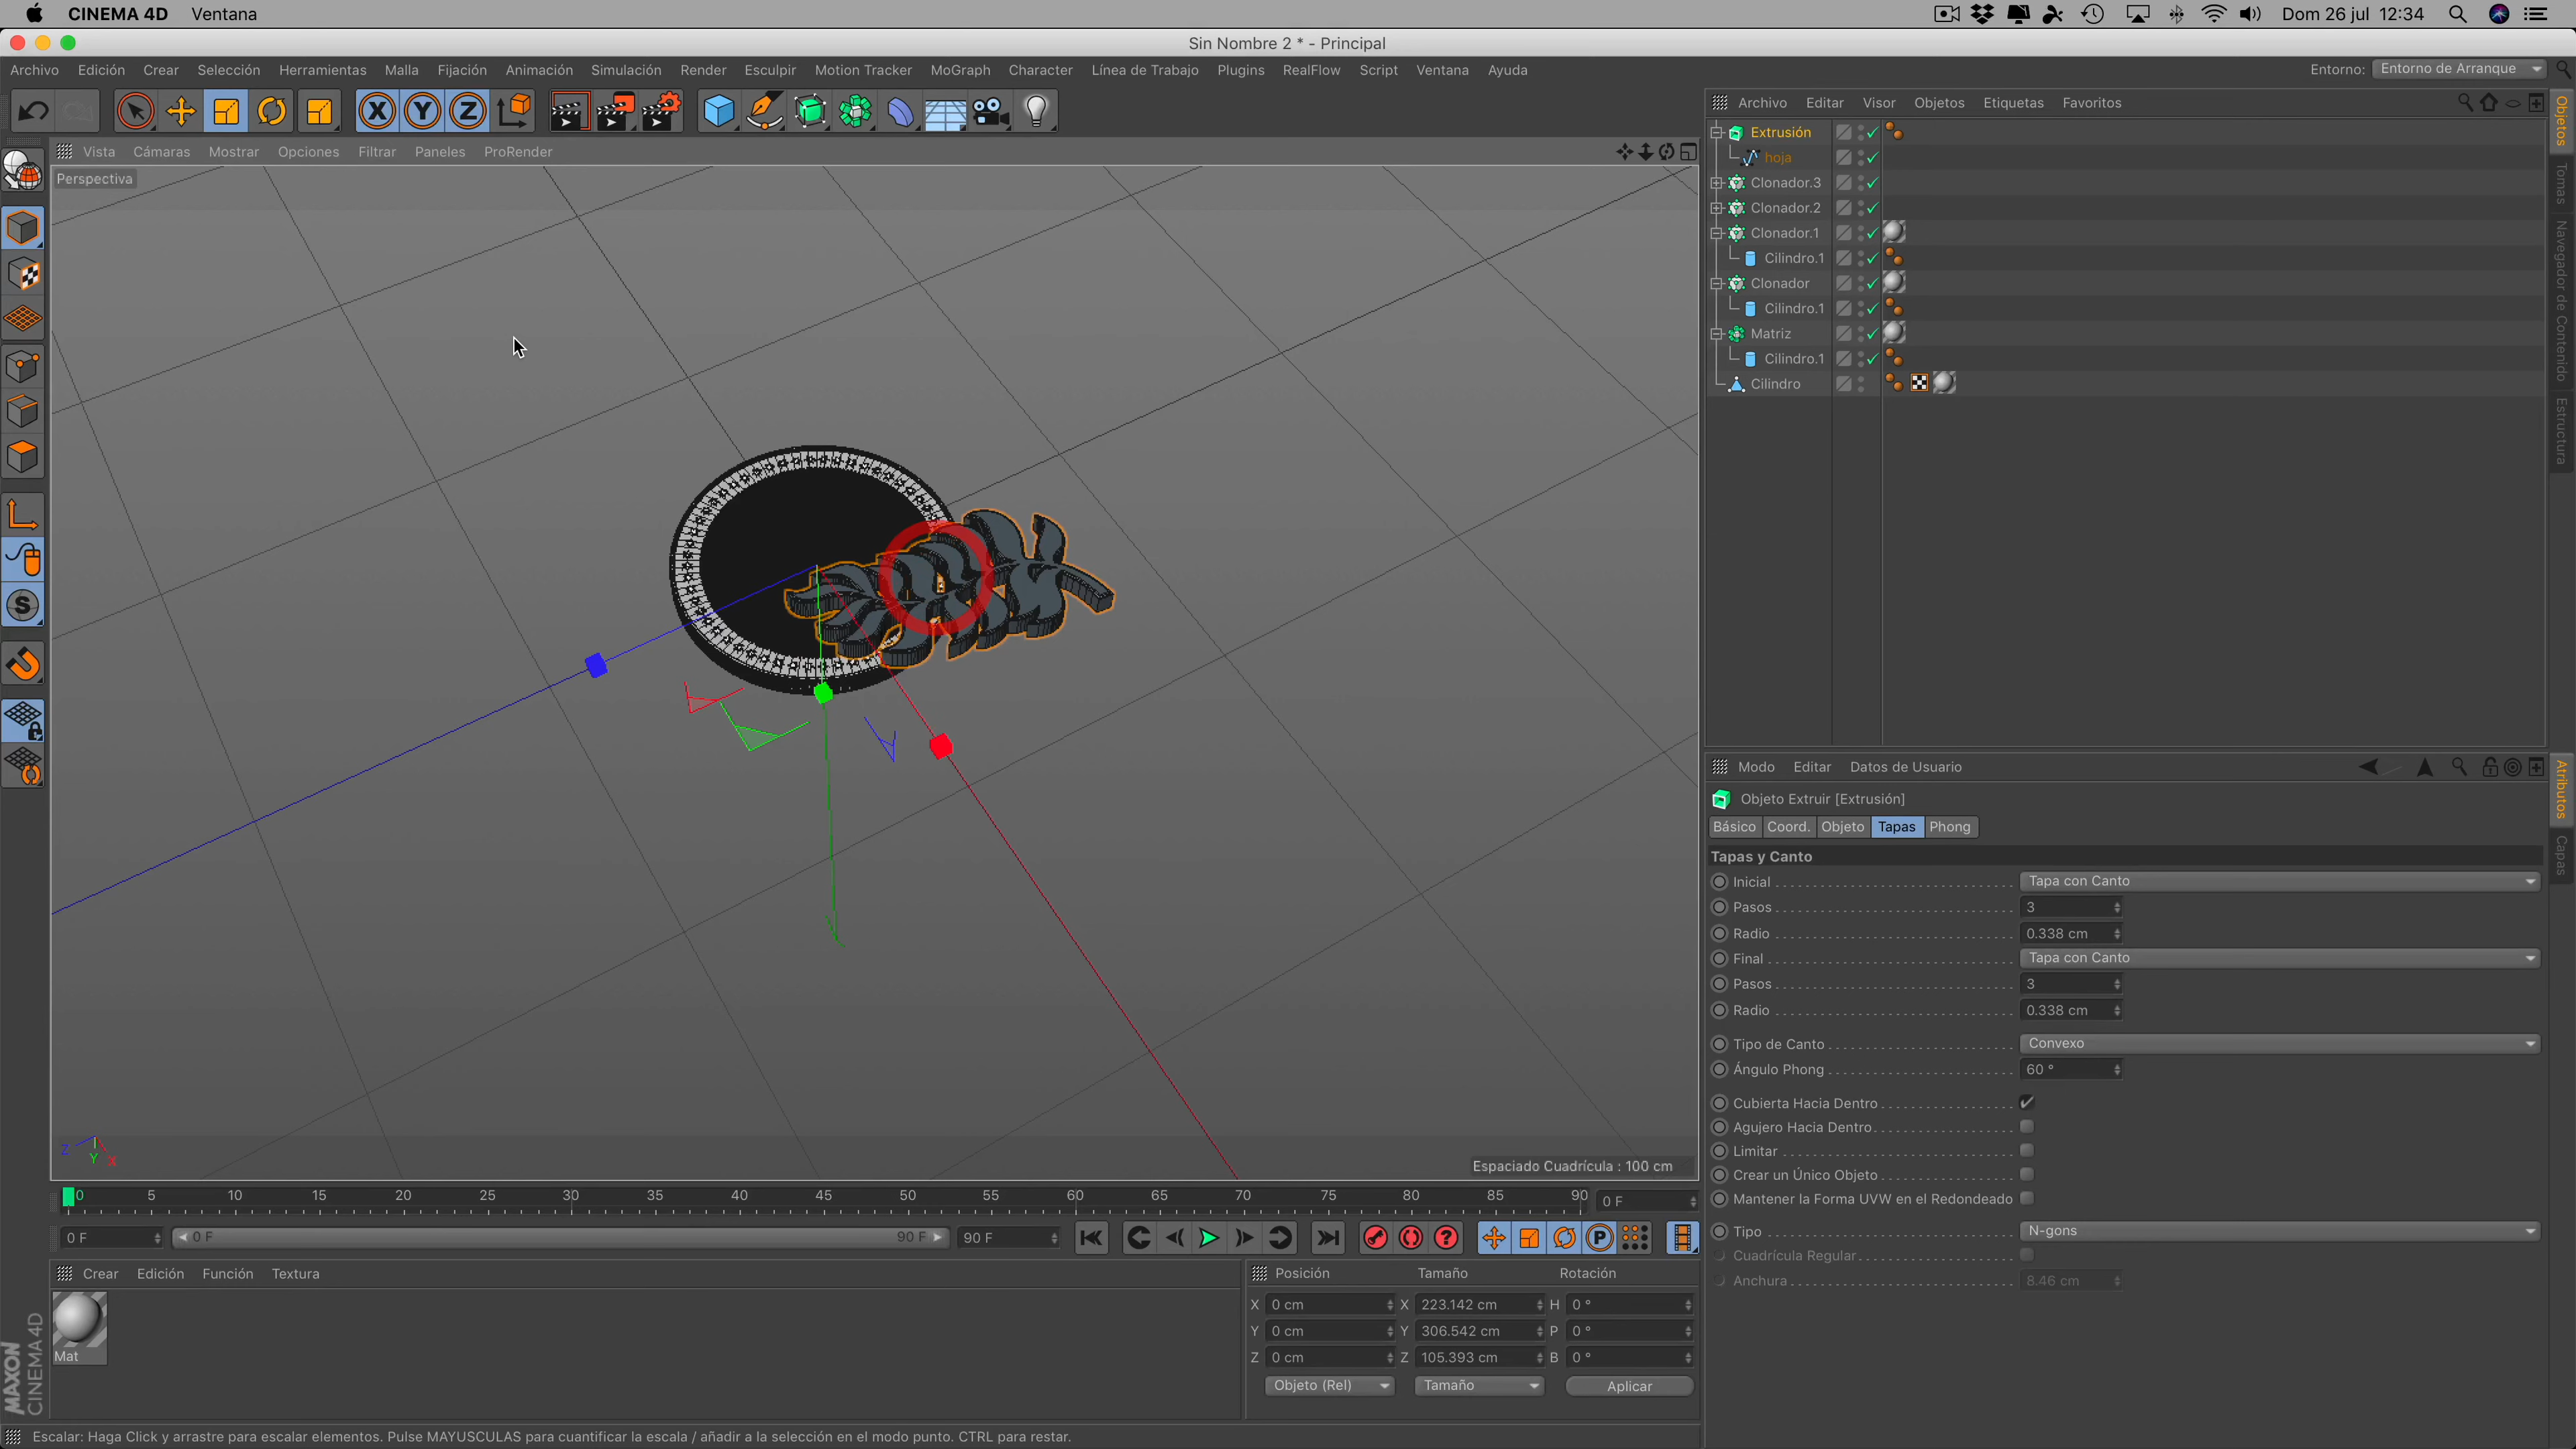 CINEMA 4D Ventana Dom 26 jul 12:34
Sin Nombre 2 * - Principal
Archivo Edición Crear Selección Herramientas Malla Fijación Animación Simulación Render Esculpir Motion Tracker MoGraph Character Línea de Trabajo Plugins RealFlow Script Ventana Ayuda Entorno: Entorno de Arranque
X Y Z
Archivo Editar Visor Objetos Etiquetas Favoritos
Vista Cámaras Mostrar Opciones Filtrar Paneles ProRender
Perspectiva
Extrusión
hoja
Clonador.3
Clonador.2
Clonador.1
Cilindro.1
Clonador
Cilindro.1
Matriz
Cilindro.1
Cilindro
Objetos
Tomas
Navegador de Contenido
Estructura
S
Y
Z Y X
Espaciado Cuadrícula : 100 cm
Modo Editar Datos de Usuario
Objeto Extruir [Extrusión]
Básico Coord. Objeto Tapas Phong
Tapas y Canto
Inicial Tapa con Canto
Pasos 3
Radio 0.338 cm
Final Tapa con Canto
Pasos 3
Radio 0.338 cm
Tipo de Canto Convexo
Ángulo Phong 60 °
Cubierta Hacia Dentro
Agujero Hacia Dentro
Limitar
Crear un Único Objeto
Mantener la Forma UVW en el Redondeado
Tipo N-gons
Cuadrícula Regular
Anchura 8.46 cm
Atributos
Capas
0 5 10 15 20 25 30 35 40 45 50 55 60 65 70 75 80 85 90 0 F
0 F 0 F 90 F 90 F P
Crear Edición Función Textura
Mat
Posición Tamaño Rotación
X 0 cm X 223.142 cm H 0 °
Y 0 cm Y 306.542 cm P 0 °
Z 0 cm Z 105.393 cm B 0 °
Objeto (Rel) Tamaño Aplicar
MAXON
CINEMA 4D
Escalar: Haga Click y arrastre para escalar elementos. Pulse MAYUSCULAS para cuantificar la escala / añadir a la selección en el modo punto. CTRL para restar.